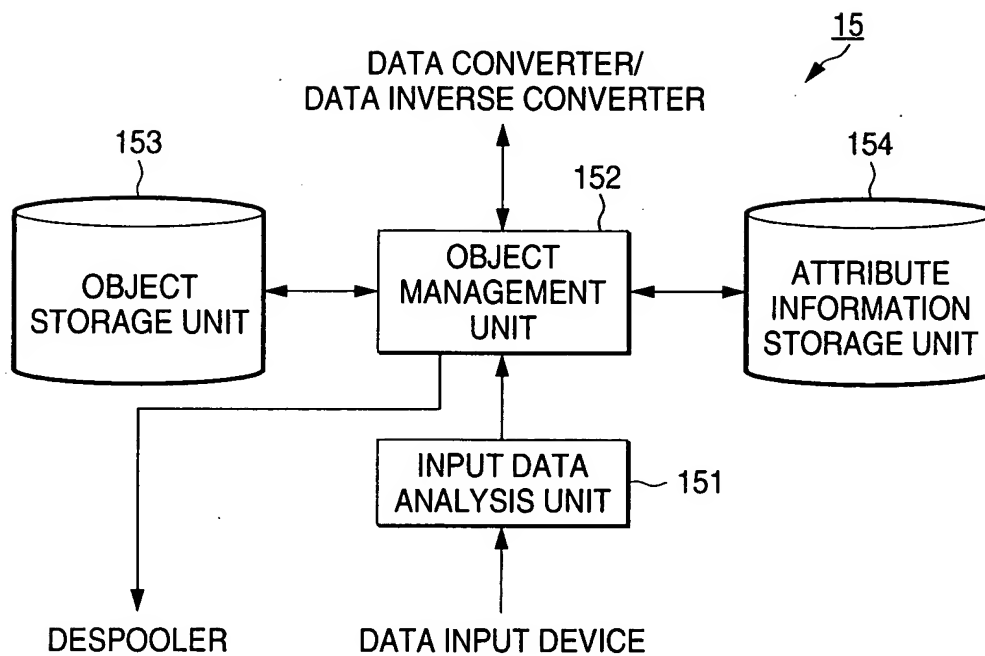 15
DATA CONVERTER/
DATA INVERSE CONVERTER
153
152
154
OBJECT
STORAGE UNIT
OBJECT
MANAGEMENT
UNIT
ATTRIBUTE
INFORMATION
STORAGE UNIT
INPUT DATA
ANALYSIS UNIT
151
DESPOOLER
DATA INPUT DEVICE